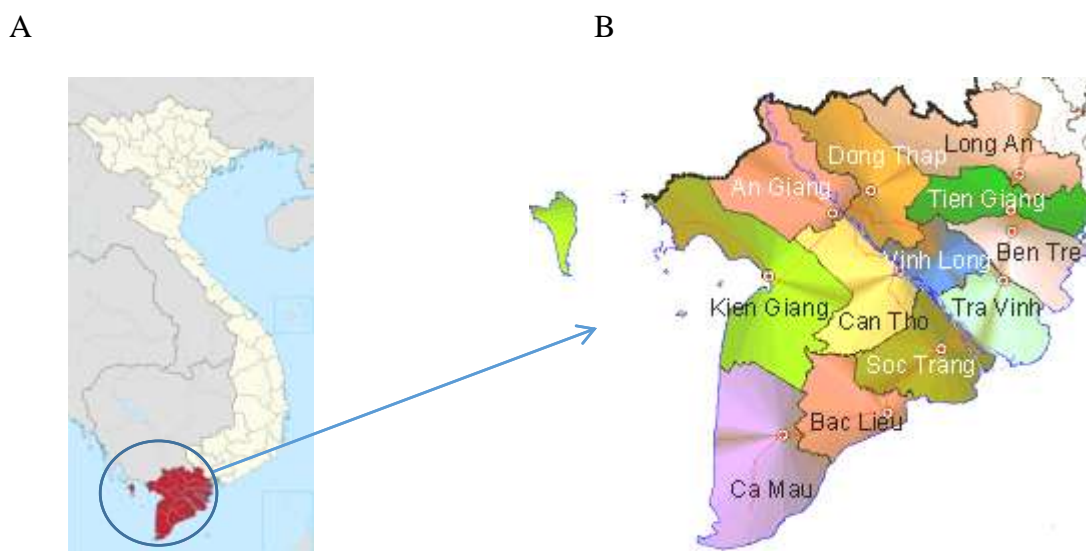 A
B
Long An
Dong Thap
An Giang
Tien Giang
Ben Tre
Vinh Long
Kien Giang
Tra Vinh
Can Tho
Soc Trang
Bac Lieu
Ca Mau